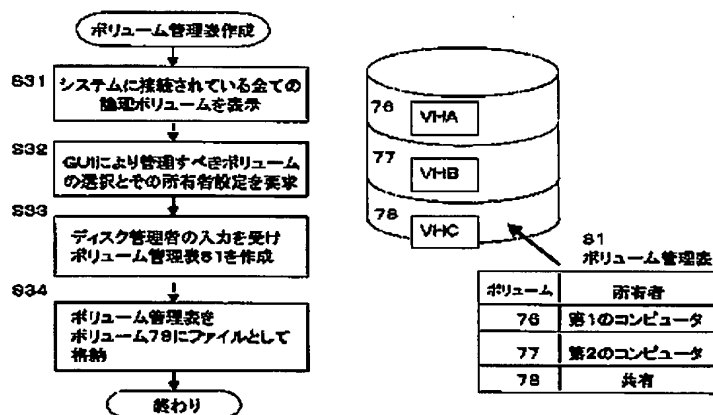 ボリューム管理表作成
S31
システムに接続されている全ての
論理ボリュームを表示
S32
GUIにより管理すべきボリューム
の選択とその所有者設定を要求
S33
ディスク管理者の入力を受け
ボリューム管理表81を作成
S34
ボリューム管理表を
ボリューム78にファイルとして
格納
終わり
76
VHA
77
VHB
78
VHC
81
ボリューム管理表
ボリューム 所有者
76 第1のコンピュータ
77 第2のコンピュータ
78 共有